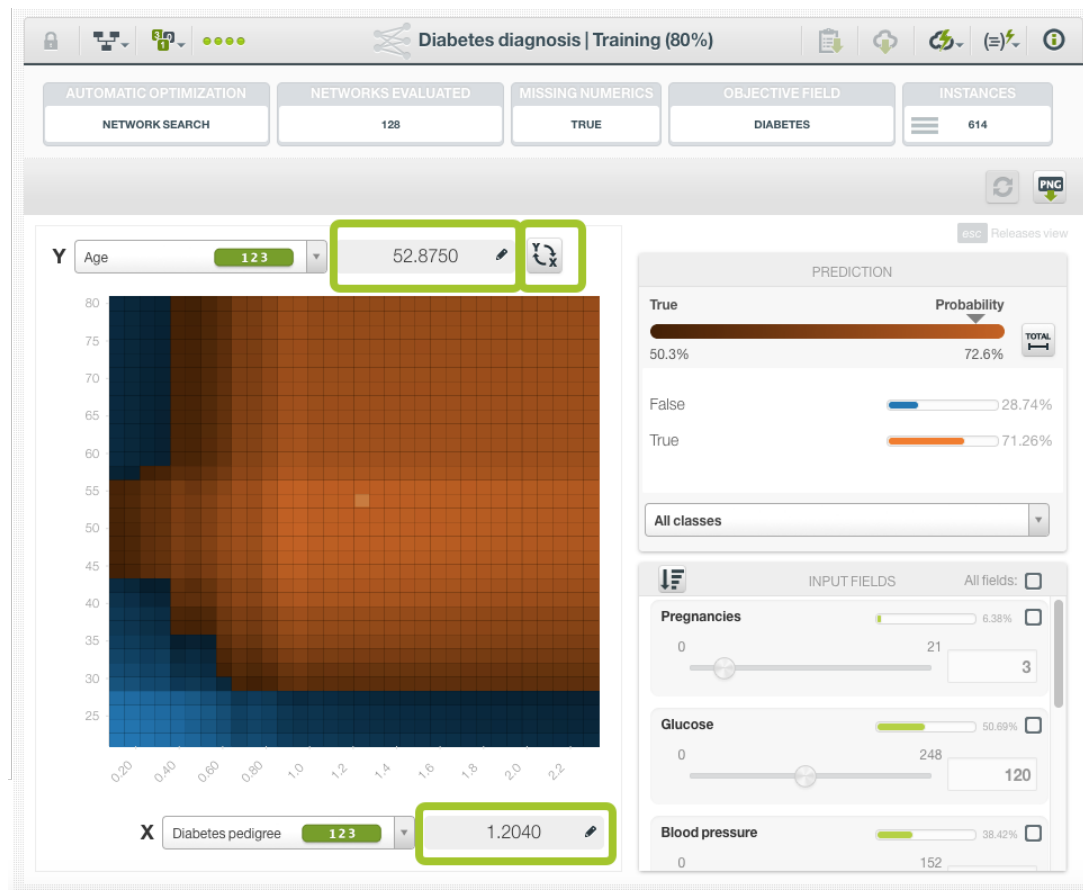 Diabetes diagnosis | Training (80%)
AUTOMATIC OPTIMIZATION
NETWORK SEARCH
NETWORKS EVALUATED
128
MISSING NUMERICS
TRUE
OBJECTIVE FIELD
DIABETES
INSTANCES
614
PNG
esc Releases view
Y Age 123 52.8750 Y X
80
75
70
65
60
55
50
45
40
35
30
25
0.20 0.40 0.60 0.80 1.0 1.2 1.4 1.6 1.8 2.0 2.2
X Diabetes pedigree 123 1.2040
PREDICTION
True Probability
50.3% 72.6%
TOTAL
False 28.74%
True 71.26%
All classes
INPUT FIELDS All fields:
Pregnancies 6.38%
0 21
3
Glucose 50.69%
0 248
120
Blood pressure 38.42%
0 152